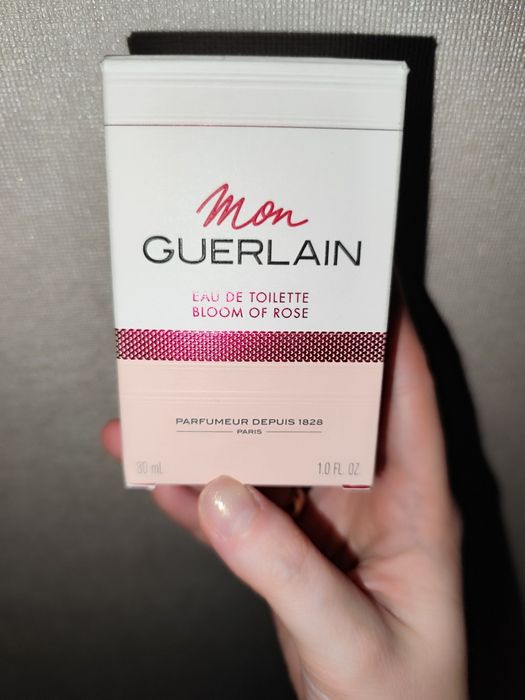 Mon
GUERLAIN
EAU DE TOILETTE
BLOOM OF ROSE
PARFUMEUR DEPUIS 1828
PARIS
30 mL 1.0 FL. OZ.